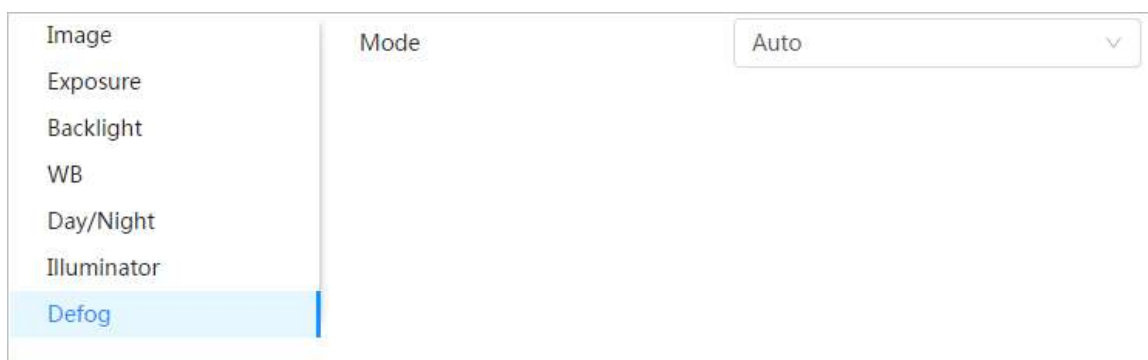 Image
Mode
Auto
Exposure
Backlight
WB
Day/Night
Illuminator
Defog